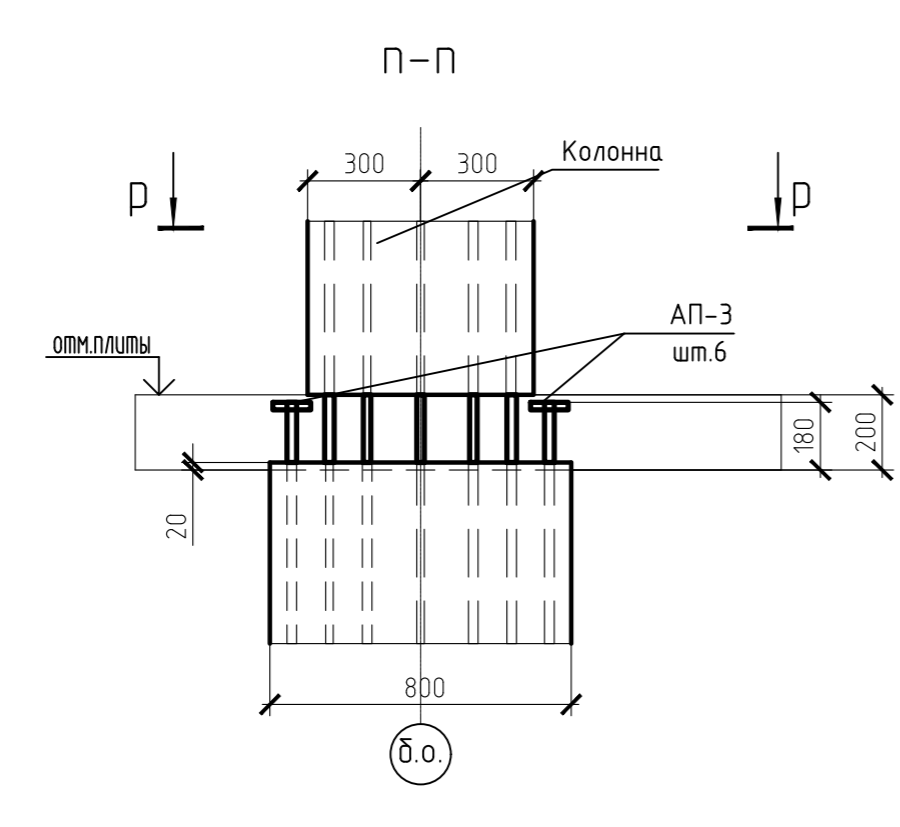 П-П
300
300
Колонна
Р
Р
АП-3
шт.6
отм.плиты
180
200
20
800
б.о.